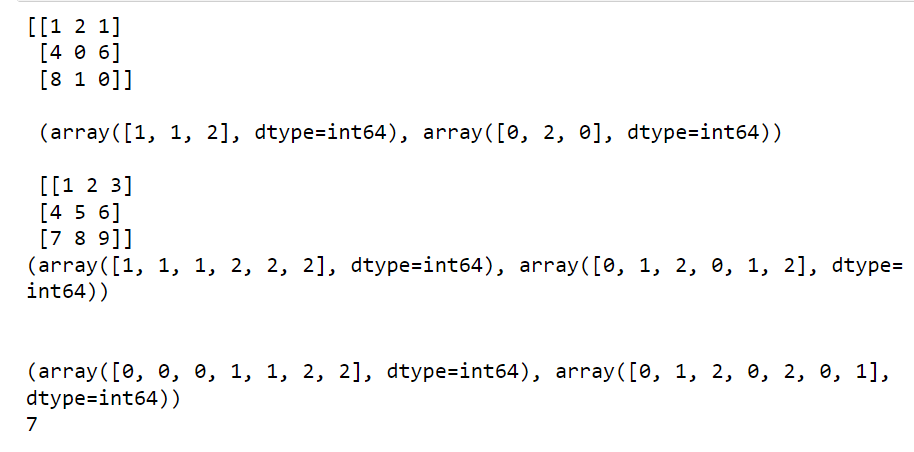 [[1 2 1]
 [4 0 6]
 [8 1 0]]
 (array([1, 1, 2], dtype=int64), array([0, 2, 0], dtype=int64))
 [[1 2 3]
 [4 5 6]
 [7 8 9]]
(array([1, 1, 1, 2, 2, 2], dtype=int64), array([0, 1, 2, 0, 1, 2], dtype=
int64))
(array([0, 0, 0, 1, 1, 2, 2], dtype=int64), array([0, 1, 2, 0, 2, 0, 1],
dtype=int64))
7